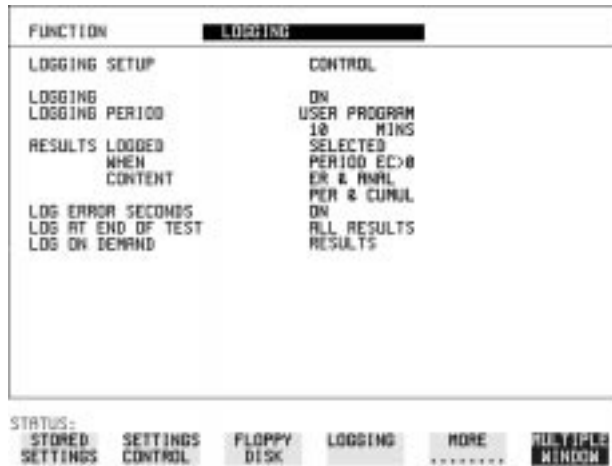 FUNCTION LOGGING
LOGGING SETUP CONTROL
LOGGING ON
LOGGING PERIOD USER PROGRAM
10 MINS
RESULTS LOGGED SELECTED
WHEN PERIOD EC>0
CONTENT ER & ANAL
PER & CUMUL
LOG ERROR SECONDS ON
LOG AT END OF TEST ALL RESULTS
LOG ON DEMAND RESULTS
STATUS:
STORED SETTINGS FLOPPY LOGGING MORE MULTIPLE
SETTINGS CONTROL DISK ........ WINDOW